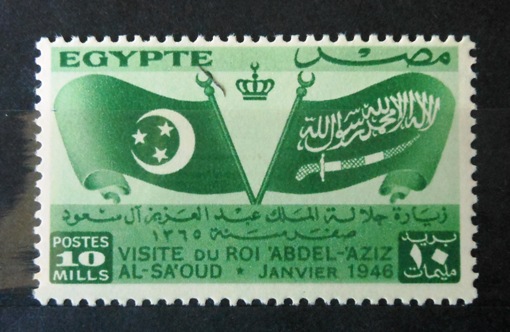 EGYPTE مصر
لا إله إلا الله محمد رسول الله
زيارة جلالة الملك عبد العزيز آل سعود
صفر سنة ١٣٦٥
POSTES
10
MILLS
VISITE DU ROI 'ABDEL-'AZIZ
AL-SA'OUD * JANVIER 1946
بريد
١٠
مليمات